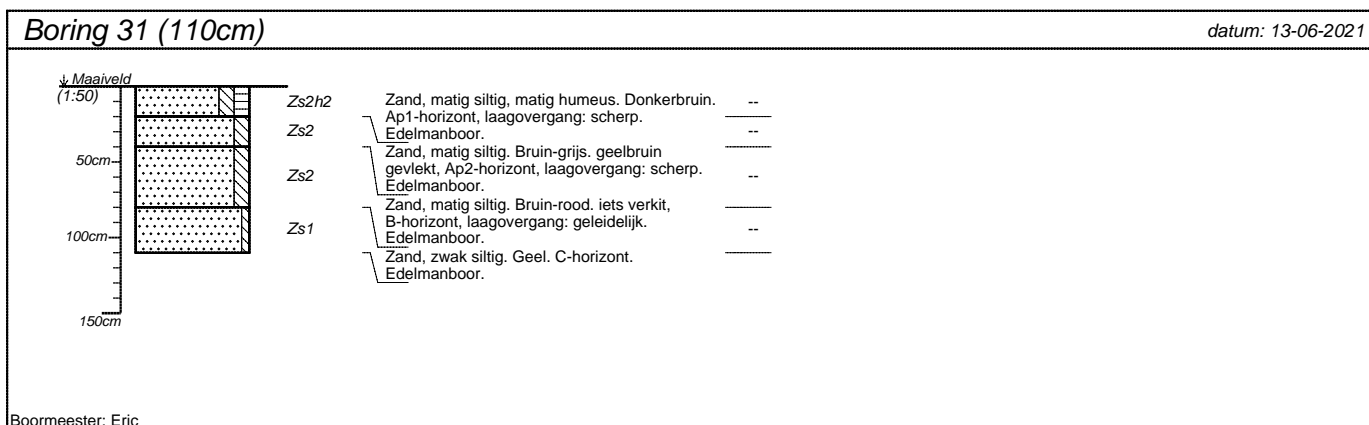 Boring 31 (110cm)
datum: 13-06-2021
Maaiveld
(1:50)
50cm
100cm
150cm
Zs2h2
Zs2
Zs2
Zs1
Zand, matig siltig, matig humeus. Donkerbruin.
Ap1-horizont, laagovergang: scherp.
Edelmanboor.
Zand, matig siltig. Bruin-grijs. geelbruin
gevlekt, Ap2-horizont, laagovergang: scherp.
Edelmanboor.
Zand, matig siltig. Bruin-rood. iets verkit,
B-horizont, laagovergang: geleidelijk.
Edelmanboor.
Zand, zwak siltig. Geel. C-horizont.
Edelmanboor.
--
--
--
--
Boormeester: Eric